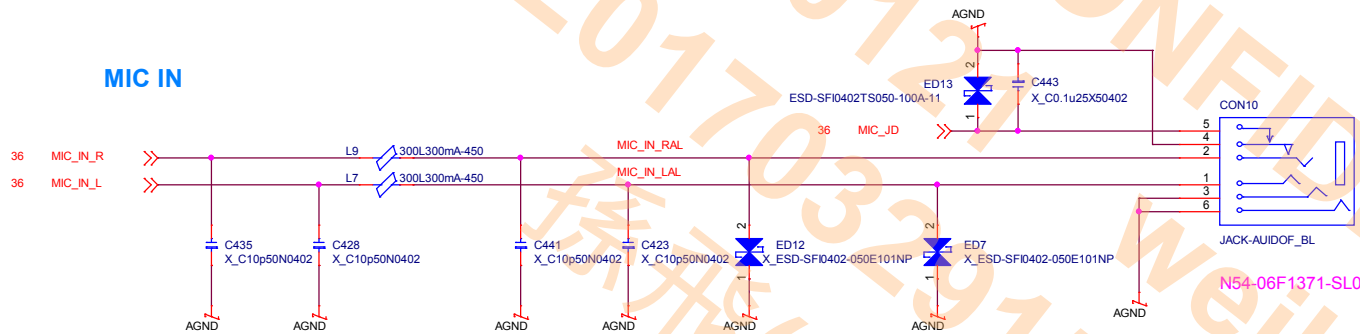 AGND
MIC IN
2
ED13
C443
ESD-SFI0402TS050-100A-11
X_C0.1u25X50402
1
CON10
36 MIC_JD
5
4
36 MIC_IN_R
L9 300L300mA-450
MIC_IN_RAL
2
36 MIC_IN_L
L7 300L300mA-450
MIC_IN_LAL
1
3
6
2
2
C435
C428
C441
C423
ED12
ED7
JACK-AUIDOF_BL
X_C10p50N0402
X_C10p50N0402
X_C10p50N0402
X_C10p50N0402
X_ESD-SFI0402-050E101NP
X_ESD-SFI0402-050E101NP
1
1
N54-06F1371-SL0
AGND
AGND
AGND
AGND
AGND
AGND
AGND